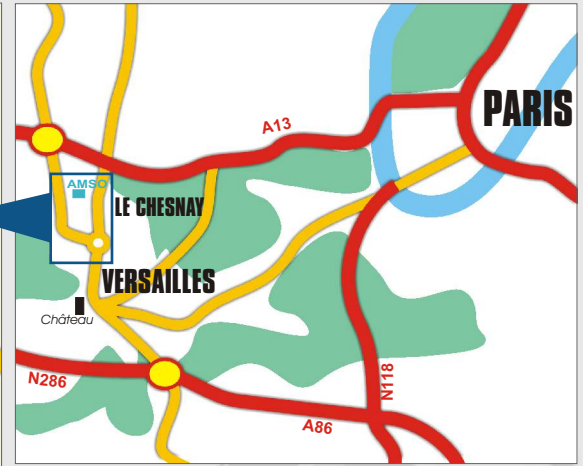 PARIS
A13
AMSO
LE CHESNAY
VERSAILLES
Château
N286
N118
A86